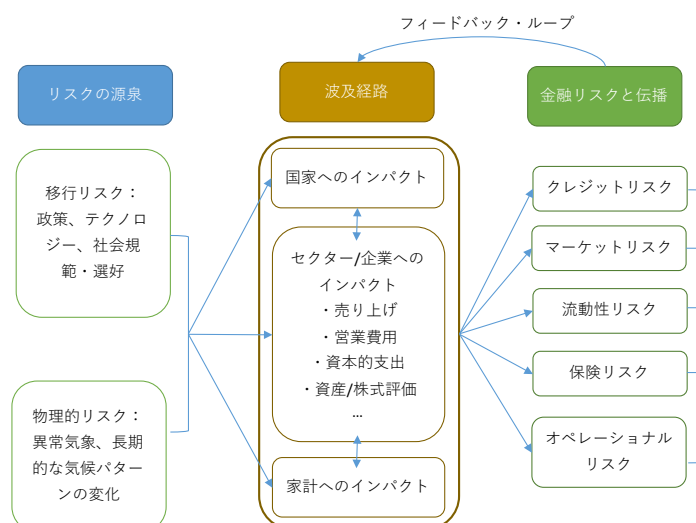 フィードバック・ループ
リスクの源泉
波及経路
金融リスクと伝播
移行リスク：
政策、テクノロ
ジー、社会規
範・選好
物理的リスク：
異常気象、長期
的な気候パター
ンの変化
国家へのインパクト
セクター/企業への
インパクト
・売り上げ
・営業費用
・資本的支出
・資産/株式評価
...
家計へのインパクト
クレジットリスク
マーケットリスク
流動性リスク
保険リスク
オペレーショナル
リスク